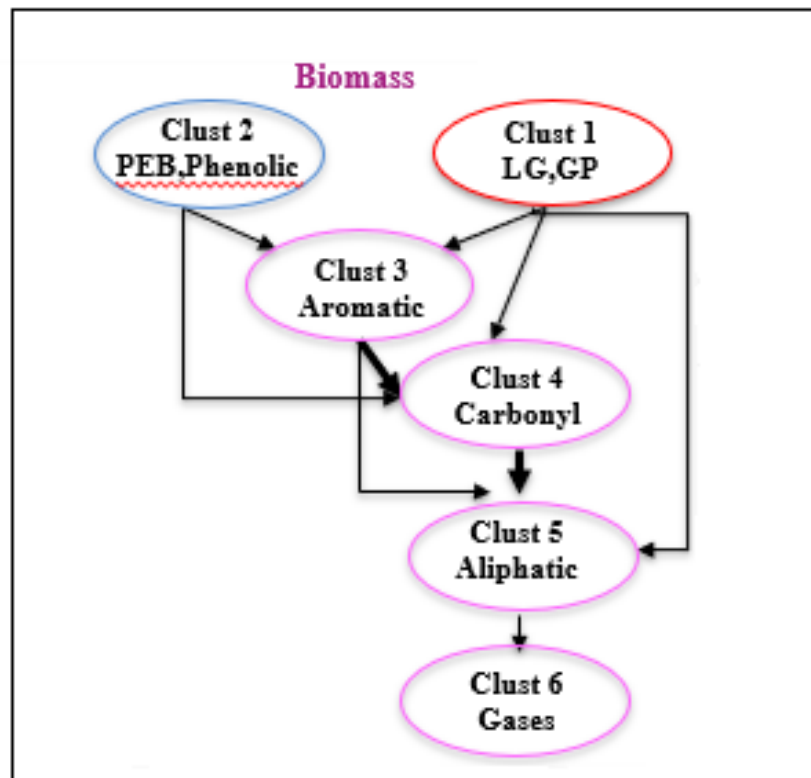 Biomass
Clust 2
PEB,Phenolic
Clust 1
LG,GP
Clust 3
Aromatic
Clust 4
Carbonyl
Clust 5
Aliphatic
Clust 6
Gases